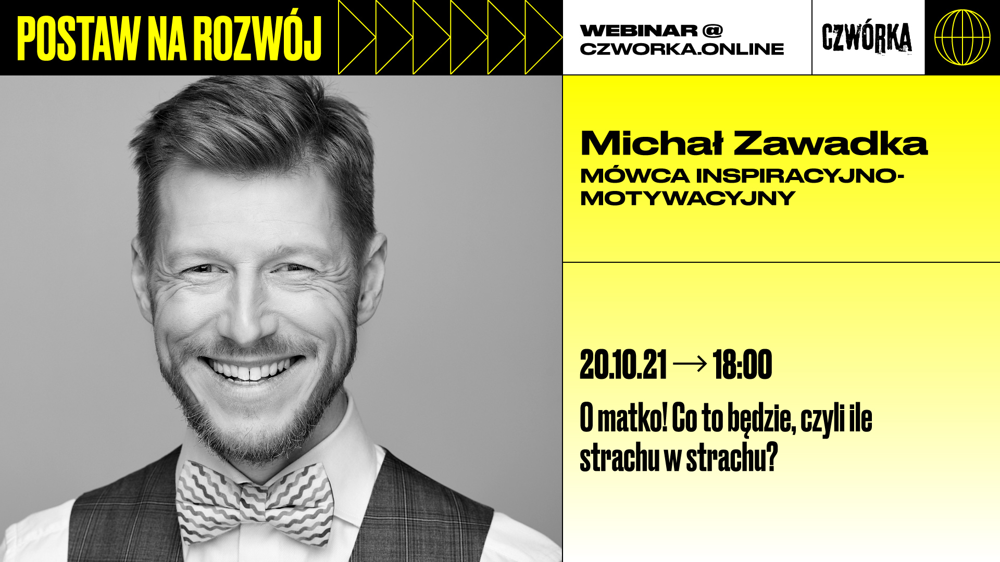 POSTAW NA ROZWÓJ
WEBINAR @
CZWORKA.ONLINE
CZWÓRKA
Michał Zawadka
MÓWCA INSPIRACYJNO-
MOTYWACYJNY
20.10.21 → 18:00
O matko! Co to będzie, czyli ile
strachu w strachu?